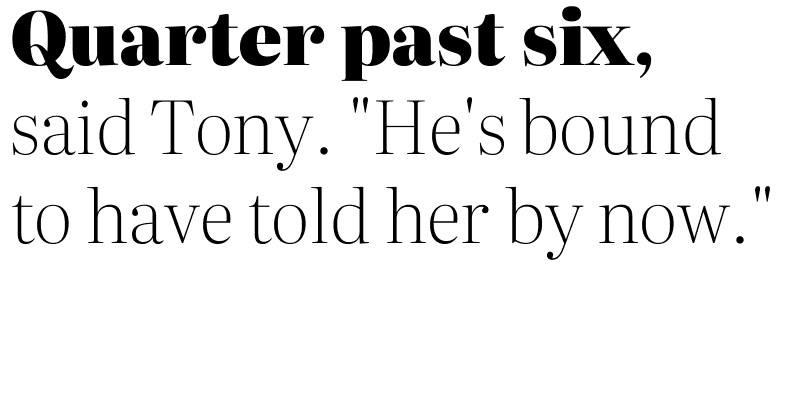 Quarter past six,
said Tony. "He's bound
to have told her by now."